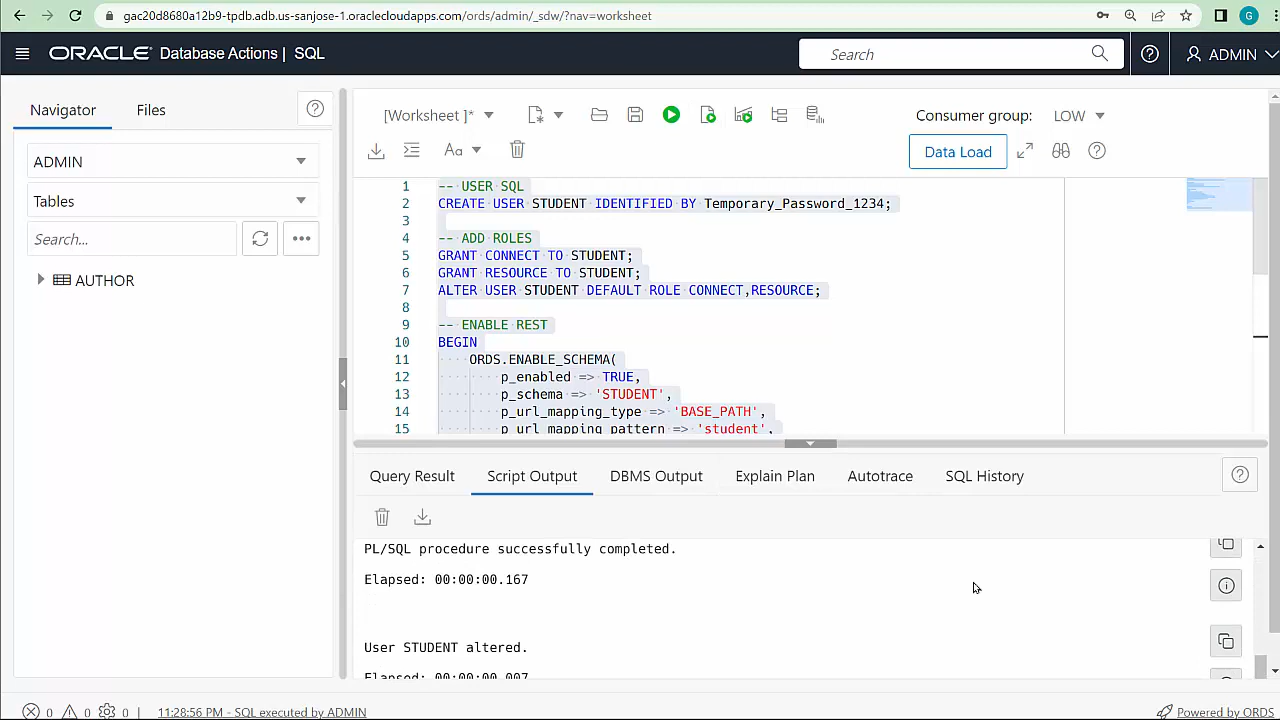 gac20d8680a12b9-tpdb.adb.us-sanjose-1.oraclecloudapps.com/ords/admin/_sdw/?nav=worksheet
G
ORACLE Database Actions | SQL
Search
ADMIN
Navigator
Files
ADMIN
Tables
Search...
AUTHOR
[Worksheet ]*
Consumer group:
LOW
Aa
Data Load
1 -- USER SQL
2 CREATE USER STUDENT IDENTIFIED BY Temporary_Password_1234;
3
4 -- ADD ROLES
5 GRANT CONNECT TO STUDENT;
6 GRANT RESOURCE TO STUDENT;
7 ALTER USER STUDENT DEFAULT ROLE CONNECT,RESOURCE;
8
9 -- ENABLE REST
10 BEGIN
11 ORDS.ENABLE_SCHEMA(
12 p_enabled => TRUE,
13 p_schema => 'STUDENT',
14 p_url_mapping_type => 'BASE_PATH',
15 p_url_mapping_pattern => 'student',
Query Result
Script Output
DBMS Output
Explain Plan
Autotrace
SQL History
PL/SQL procedure successfully completed.
Elapsed: 00:00:00.167
User STUDENT altered.
Elapsed: 00:00:00.007
0 0 0 | 11:28:56 PM - SQL executed by ADMIN
Powered by ORDS